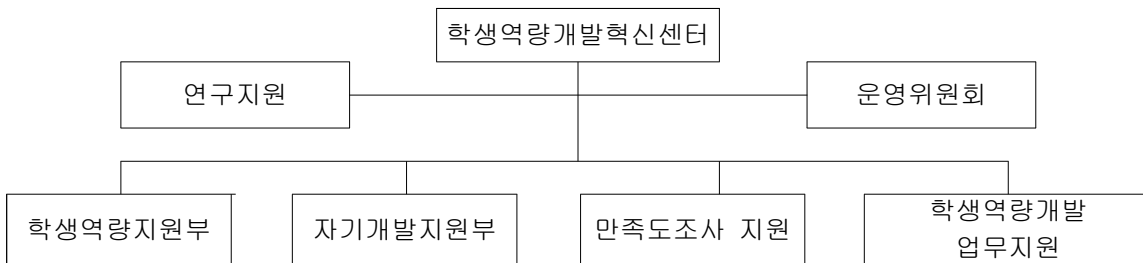 학생역량개발혁신센터
연구지원
운영위원회
학생역량지원부
자기개발지원부
만족도조사 지원
학생역량개발
업무지원